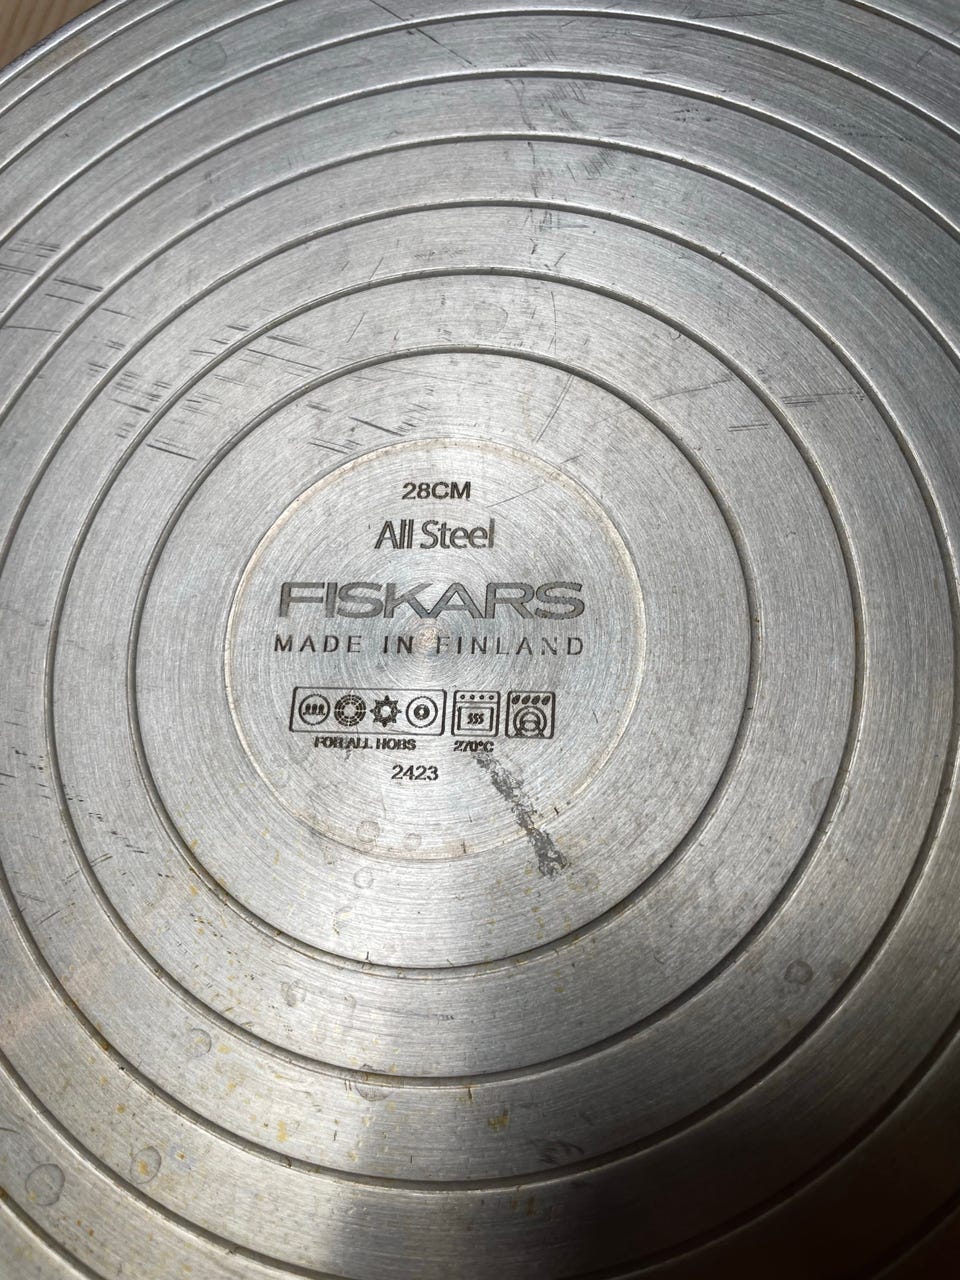 28CM
All Steel
FISKARS
MADE IN FINLAND
FOR ALL HOBS 270°C
2423